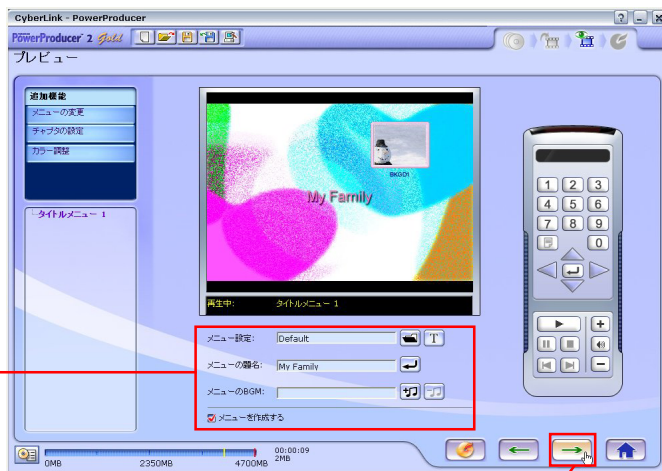 CyberLink - PowerProducer
PowerProducer 2 Gold
プレビュー
追加機能
メニューの変更
チャプタの設定
カラー調整
タイトルメニュー 1
BKG01
My Family
再生中: タイトルメニュー 1
メニュー設定: Default
T
メニューの題名: My Family
メニューのBGM:
メニューを作成する
1 2 3
4 5 6
7 8 9
0
00:00:09
0MB 2350MB 4700MB 2MB